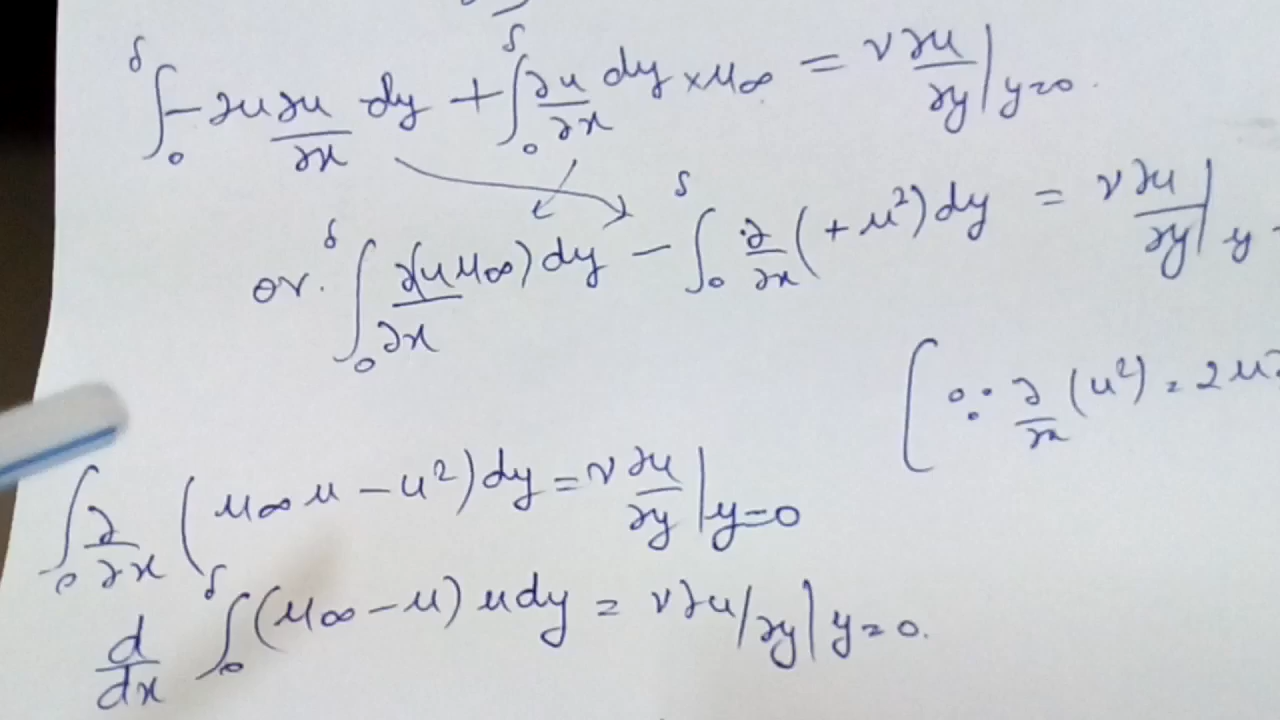 ∫₀^δ -2u ∂u/∂x dy + ∫₀^δ ∂u/∂x dy × u∞ = ν ∂u/∂y|y=0.
or. ∫₀^δ ∂(u u∞)/∂x dy - ∫₀^δ ∂/∂x (+u²) dy = ν ∂u/∂y|y
[∵ ∂/∂x (u²) = 2u
∫₀ ∂/∂x (u∞u - u²) dy = ν ∂u/∂y|y=0
d/dx ∫₀^δ (u∞ - u) u dy = ν ∂u/∂y|y=0.